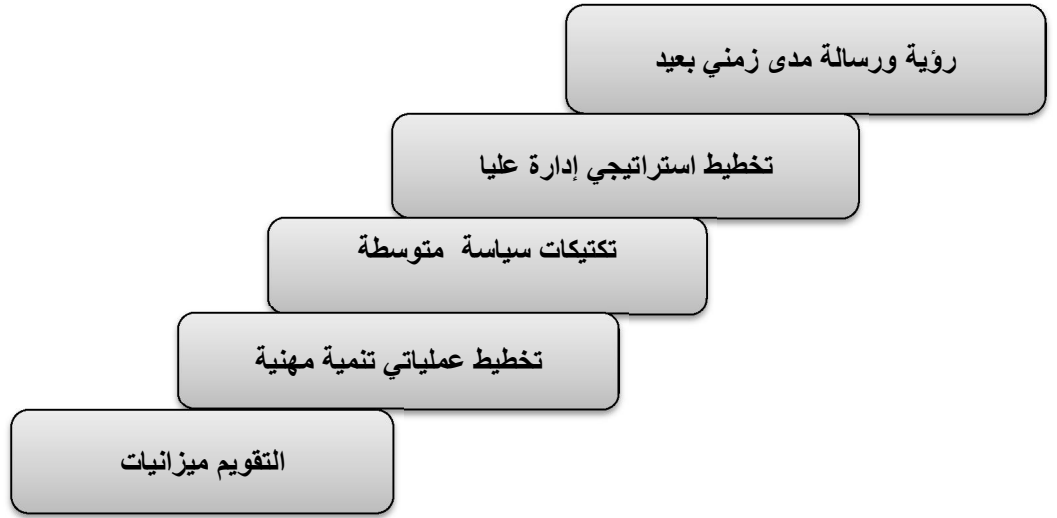 رؤية ورسالة مدى زمني بعيد
تخطيط استراتيجي إدارة عليا
تكتيكات سياسة متوسطة
تخطيط عملياتي تنمية مهنية
التقويم ميزانيات